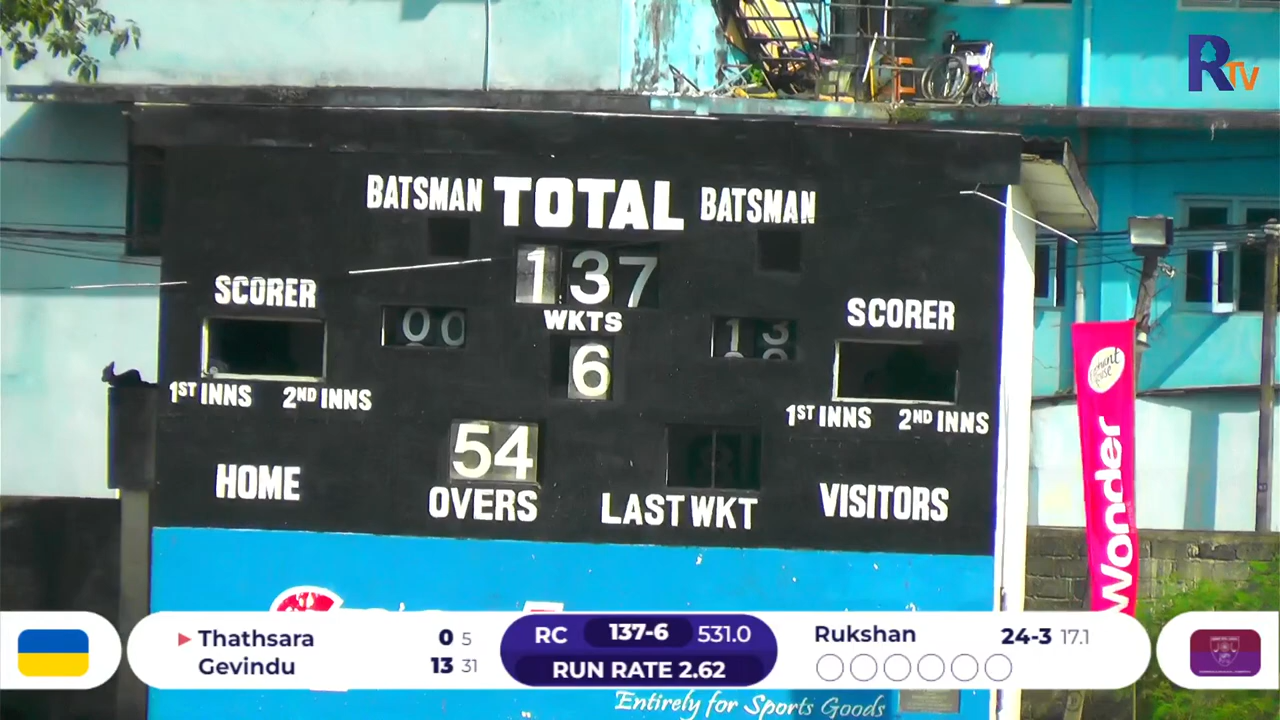 RTV
BATSMAN TOTAL BATSMAN
137
SCORER
WKTS
SCORER
00
13
6
1ST INNS 2ND INNS
1ST INNS 2ND INNS
54
HOME
OVERS
LAST WKT
VISITORS
Wonder
Thathsara 0 5
Gevindu 13 31
RC 137-6 531.0
RUN RATE 2.62
Rukshan 24-3 17.1
Entirely for Sports Goods